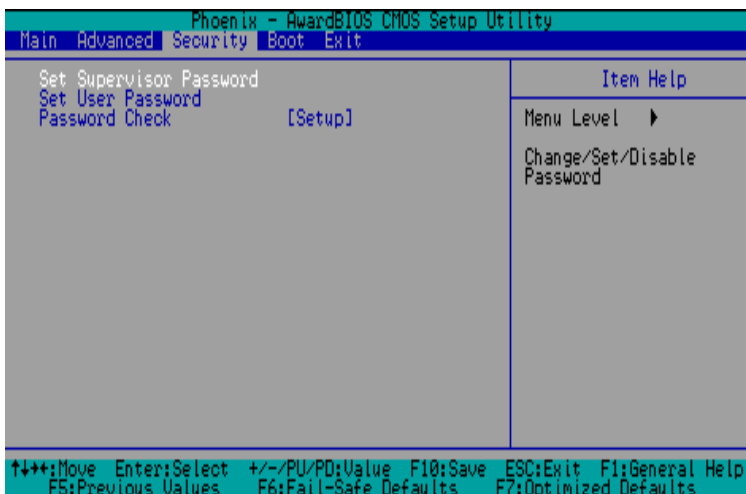 Phoenix - AwardBIOS CMOS Setup Utility
Main Advanced Security Boot Exit
Set Supervisor Password
Set User Password
Password Check [Setup]
Item Help
Menu Level ▶
Change/Set/Disable
Password
↑↓→←:Move Enter:Select +/-/PU/PD:Value F10:Save ESC:Exit F1:General Help
F5:Previous Values F6:Fail-Safe Defaults F7:Optimized Defaults